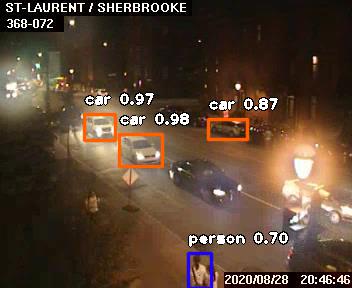 ST-LAURENT / SHERBROOKE
368-072
car 0.97
car 0.87
car 0.98
person 0.70
2020/08/28 20:46:46